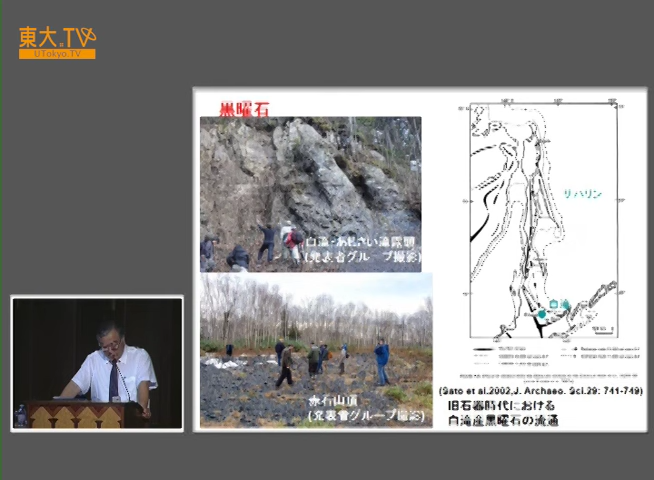 東大.TV
UTokyo.TV
黒曜石
白滝・あじさい滝露頭
(発表者グループ撮影)
赤石山頂
(発表者グループ撮影)
サハリン
白滝
(Sato et al.2002,J. Archaeo. Sci.29: 741-749)
旧石器時代における
白滝産黒曜石の流通